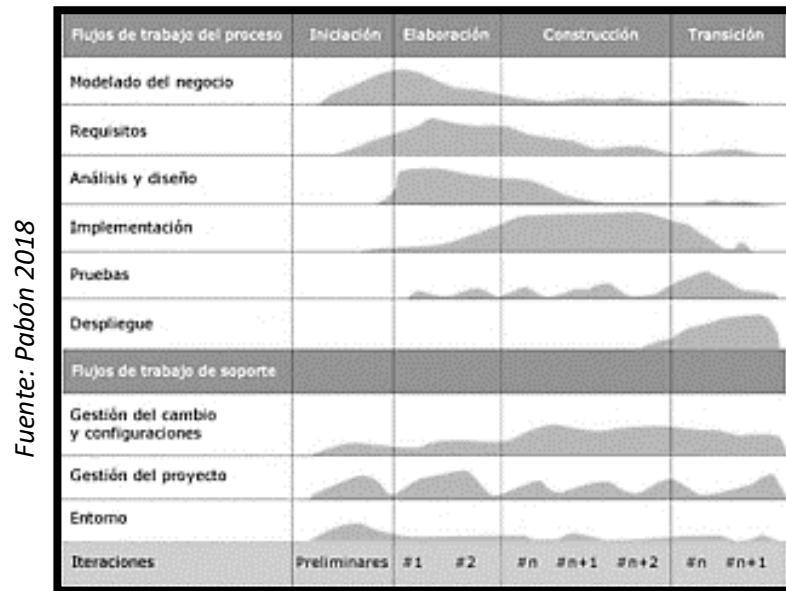 Fuente: Pabón 2018
Flujos de trabajo del proceso Iniciación Elaboración Construcción Transición
Modelado del negocio
Requisitos
Análisis y diseño
Implementación
Pruebas
Despliegue
Flujos de trabajo de soporte
Gestión del cambio
y configuraciones
Gestión del proyecto
Entorno
Iteraciones Preliminares #1 #2 #n #n+1 #n+2 #n #n+1